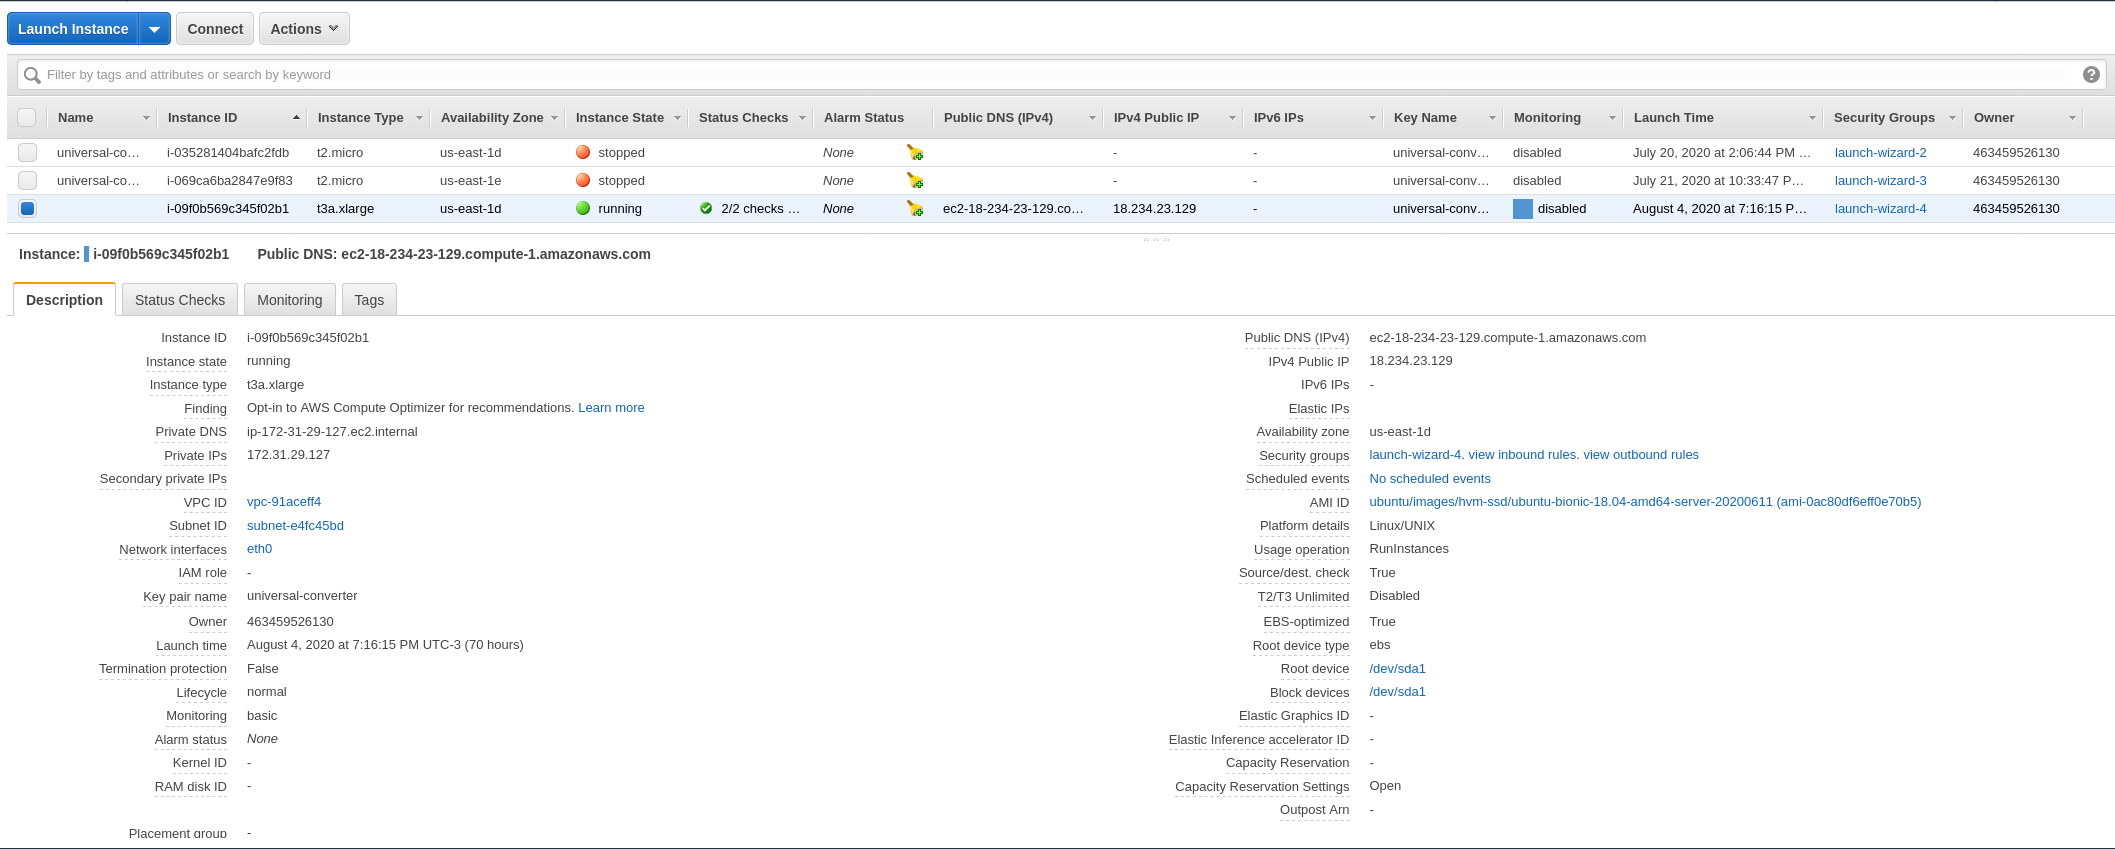 Launch Instance Connect Actions
Filter by tags and attributes or search by keyword ?
Name Instance ID Instance Type Availability Zone Instance State Status Checks Alarm Status Public DNS (IPv4) IPv4 Public IP IPv6 IPs Key Name Monitoring Launch Time Security Groups Owner
universal-co… i-035281404bafc2fdb t2.micro us-east-1d stopped None - - universal-conv… disabled July 20, 2020 at 2:06:44 PM … launch-wizard-2 463459526130
universal-co… i-069ca6ba2847e9f83 t2.micro us-east-1e stopped None - - universal-conv… disabled July 21, 2020 at 10:33:47 P… launch-wizard-3 463459526130
i-09f0b569c345f02b1 t3a.xlarge us-east-1d running 2/2 checks … None ec2-18-234-23-129.co… 18.234.23.129 - universal-conv… disabled August 4, 2020 at 7:16:15 P… launch-wizard-4 463459526130
Instance: i-09f0b569c345f02b1 Public DNS: ec2-18-234-23-129.compute-1.amazonaws.com
Description Status Checks Monitoring Tags
Instance ID i-09f0b569c345f02b1
Instance state running
Instance type t3a.xlarge
Finding Opt-in to AWS Compute Optimizer for recommendations. Learn more
Private DNS ip-172-31-29-127.ec2.internal
Private IPs 172.31.29.127
Secondary private IPs
VPC ID vpc-91aceff4
Subnet ID subnet-e4fc45bd
Network interfaces eth0
IAM role -
Key pair name universal-converter
Owner 463459526130
Launch time August 4, 2020 at 7:16:15 PM UTC-3 (70 hours)
Termination protection False
Lifecycle normal
Monitoring basic
Alarm status None
Kernel ID -
RAM disk ID -
Placement group -
Public DNS (IPv4) ec2-18-234-23-129.compute-1.amazonaws.com
IPv4 Public IP 18.234.23.129
IPv6 IPs -
Elastic IPs
Availability zone us-east-1d
Security groups launch-wizard-4. view inbound rules. view outbound rules
Scheduled events No scheduled events
AMI ID ubuntu/images/hvm-ssd/ubuntu-bionic-18.04-amd64-server-20200611 (ami-0ac80df6eff0e70b5)
Platform details Linux/UNIX
Usage operation RunInstances
Source/dest. check True
T2/T3 Unlimited Disabled
EBS-optimized True
Root device type ebs
Root device /dev/sda1
Block devices /dev/sda1
Elastic Graphics ID -
Elastic Inference accelerator ID -
Capacity Reservation -
Capacity Reservation Settings Open
Outpost Arn -